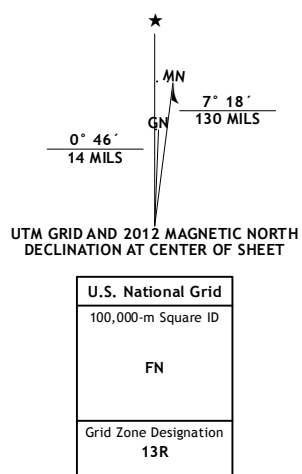 MN
GN
7° 18´
130 MILS
0° 46´
14 MILS
UTM GRID AND 2012 MAGNETIC NORTH
DECLINATION AT CENTER OF SHEET
U.S. National Grid
100,000-m Square ID
FN
Grid Zone Designation
13R